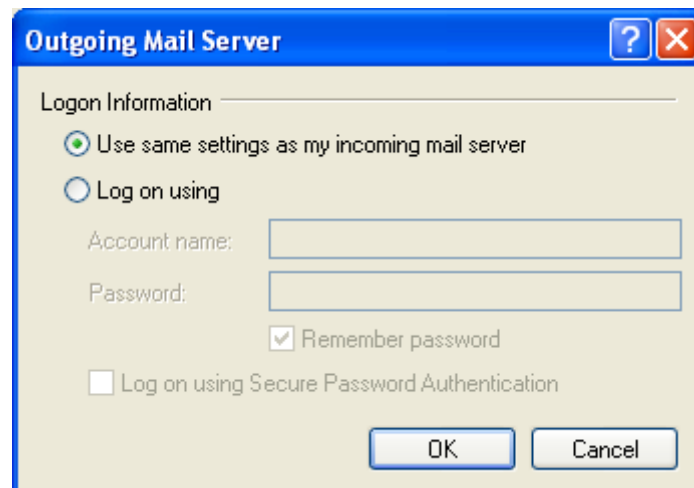 Outgoing Mail Server
Logon Information
Use same settings as my incoming mail server
Log on using
Account name:
Password:
Remember password
Log on using Secure Password Authentication
OK Cancel